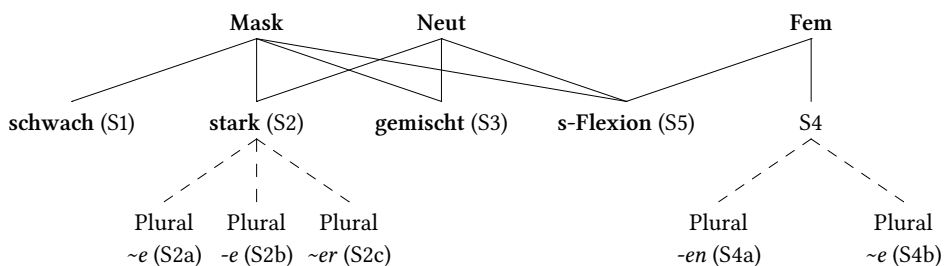 Mask Neut Fem
schwach (S1) stark (S2) gemischt (S3) s-Flexion (S5) S4
Plural Plural Plural Plural Plural
~e (S2a) -e (S2b) ~er (S2c) -en (S4a) ~e (S4b)